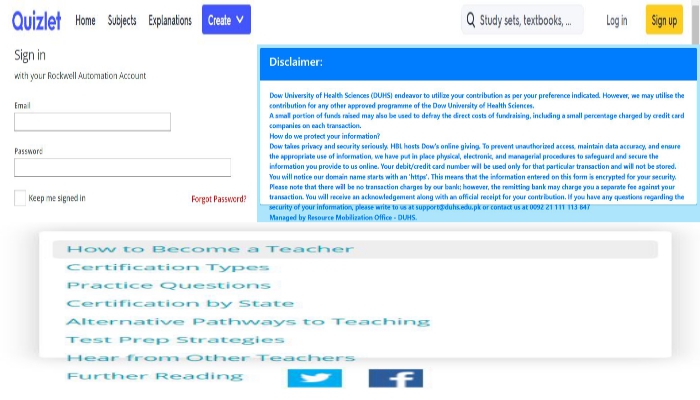 Quizlet Home Subjects Explanations Create Study sets, textbooks, ... Log in Sign up
Sign in
with your Rockwell Automation Account
Email
Password
Keep me signed in Forgot Password?
Disclaimer:
Dow University of Health Sciences (DUHS) endeavor to utilize your contribution as per your preference indicated. However, we may utilise the
contribution for any other approved programme of the Dow University of Health Sciences.
A small portion of funds raised may also be used to defray the direct costs of fundraising, including a small percentage charged by credit card
companies on each transaction.
How do we protect your information?
Dow takes privacy and security seriously. HBL hosts Dow's online giving. To prevent unauthorized access, maintain data accuracy, and ensure
the appropriate use of information, we have put in place physical, electronic, and managerial procedures to safeguard and secure the
information you provide to us online. Your debit/credit card number will be used only for that particular transaction and will not be stored.
You will notice our domain name starts with an 'https'. This means that the information entered on this form is encrypted for your security.
Please note that there will be no transaction charges by our bank; however, the remitting bank may charge you a separate fee against your
transaction. You will receive an acknowledgement along with an official receipt for your contribution. If you have any questions regarding the
security of your information, please write to us at support@duhs.edu.pk or contact us at 0092 21 111 113 847
Managed by Resource Mobilization Office - DUHS.
How to Become a Teacher
Certification Types
Practice Questions
Certification by State
Alternative Pathways to Teaching
Test Prep Strategies
Hear from Other Teachers
Further Reading